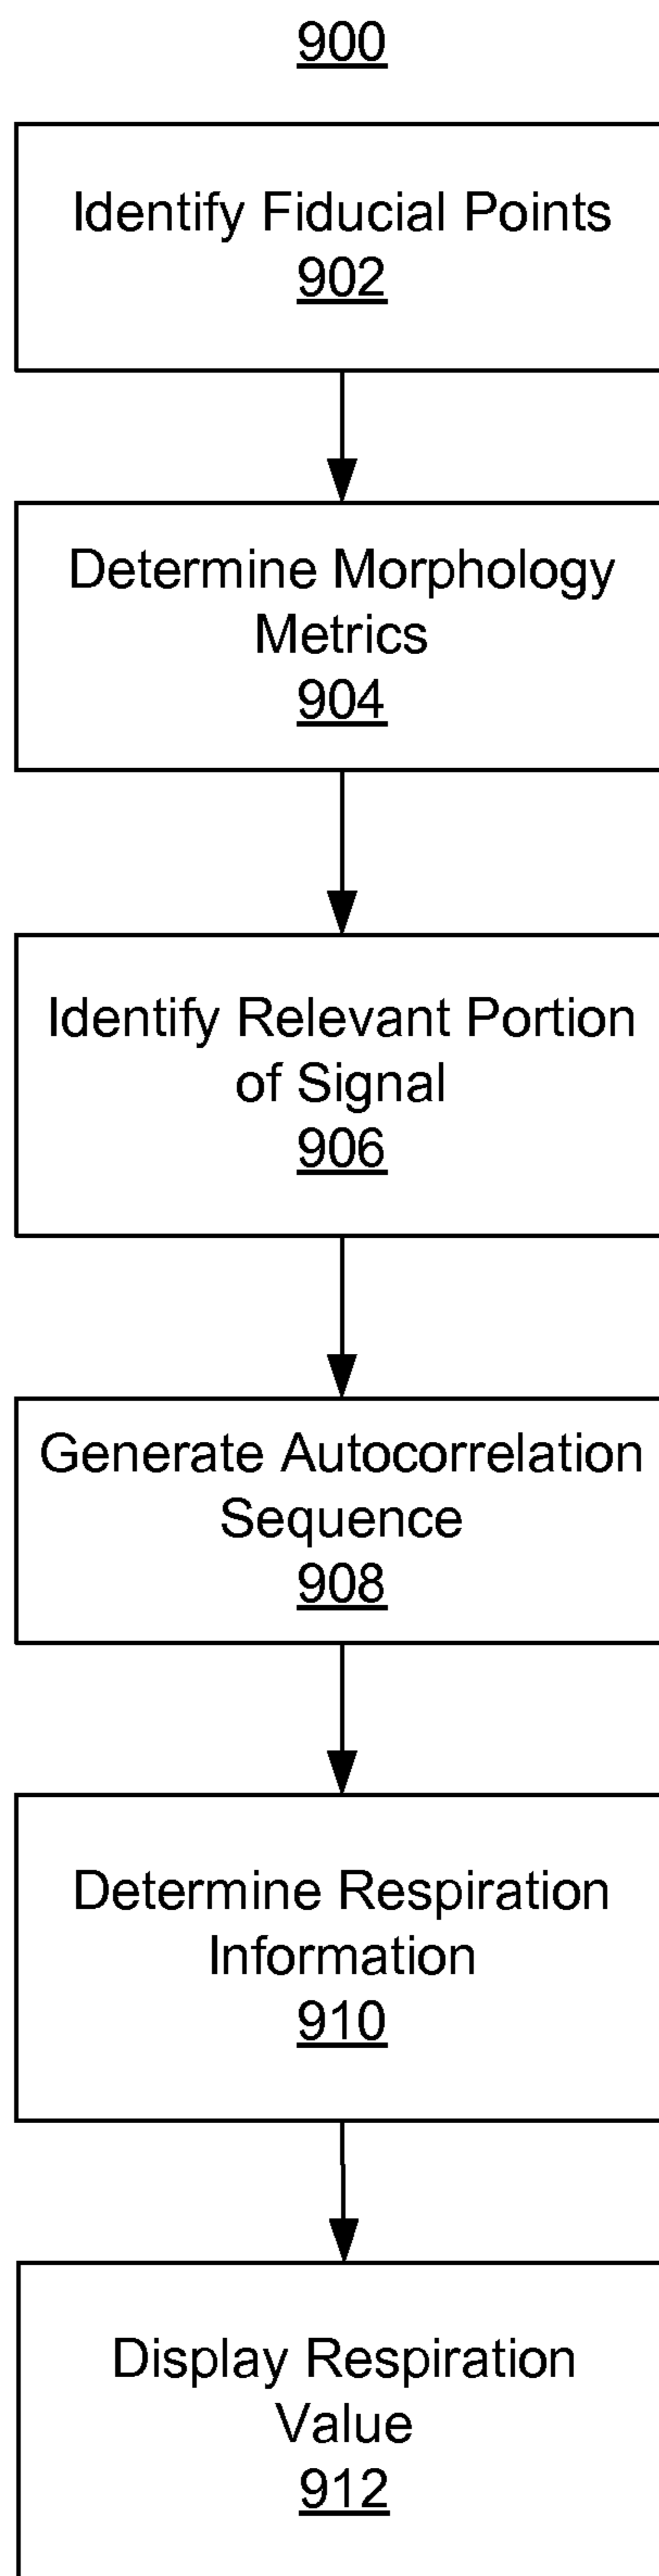 900
Identify Fiducial Points
902
Determine Morphology
Metrics
904
Identify Relevant Portion
of Signal
906
Generate Autocorrelation
Sequence
908
Determine Respiration
Information
910
Display Respiration
Value
912